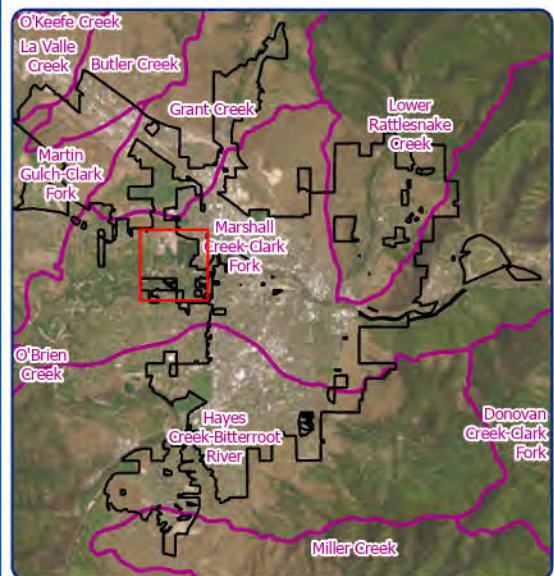 O'Keefe Creek
La Valle
Creek
Butler Creek
Grant Creek
Lower
Rattlesnake
Creek
Martin
Gulch-Clark
Fork
Marshall
Creek-Clark
Fork
O'Brien
Creek
Hayes
Creek-Bitterroot
River
Donovan
Creek-Clark
Fork
Miller Creek